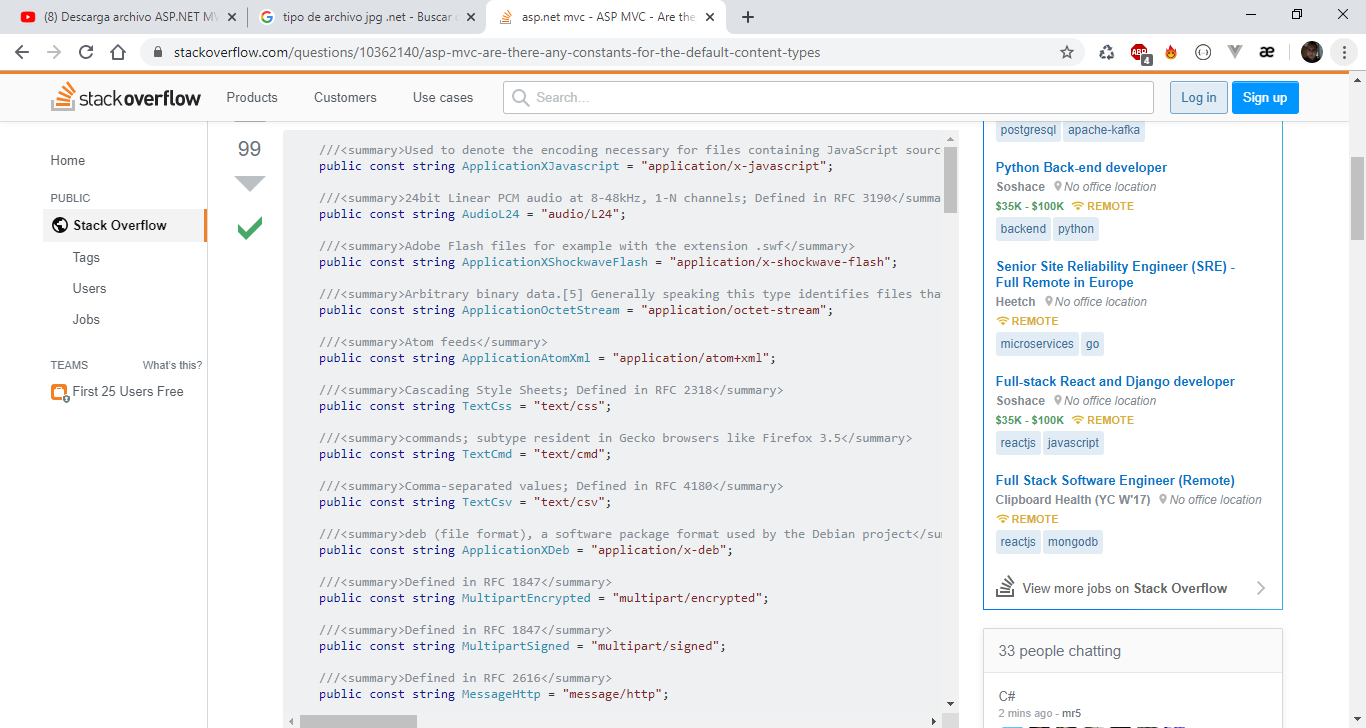 (8) Descarga archivo ASP.NET MV
tipo de archivo jpg .net - Buscar c
asp.net mvc - ASP MVC - Are the
stackoverflow.com/questions/10362140/asp-mvc-are-there-any-constants-for-the-default-content-types
ABP
4
æ
stackoverflow
Products
Customers
Use cases
Search...
Log in
Sign up
Home
PUBLIC
Stack Overflow
Tags
Users
Jobs
TEAMS
What's this?
First 25 Users Free
99
///<summary>Used to denote the encoding necessary for files containing JavaScript sourc
public const string ApplicationXJavascript = "application/x-javascript";
///<summary>24bit Linear PCM audio at 8-48kHz, 1-N channels; Defined in RFC 3190</summa
public const string AudioL24 = "audio/L24";
///<summary>Adobe Flash files for example with the extension .swf</summary>
public const string ApplicationXShockwaveFlash = "application/x-shockwave-flash";
///<summary>Arbitrary binary data.[5] Generally speaking this type identifies files tha
public const string ApplicationOctetStream = "application/octet-stream";
///<summary>Atom feeds</summary>
public const string ApplicationAtomXml = "application/atom+xml";
///<summary>Cascading Style Sheets; Defined in RFC 2318</summary>
public const string TextCss = "text/css";
///<summary>commands; subtype resident in Gecko browsers like Firefox 3.5</summary>
public const string TextCmd = "text/cmd";
///<summary>Comma-separated values; Defined in RFC 4180</summary>
public const string TextCsv = "text/csv";
///<summary>deb (file format), a software package format used by the Debian project</su
public const string ApplicationXDeb = "application/x-deb";
///<summary>Defined in RFC 1847</summary>
public const string MultipartEncrypted = "multipart/encrypted";
///<summary>Defined in RFC 1847</summary>
public const string MultipartSigned = "multipart/signed";
///<summary>Defined in RFC 2616</summary>
public const string MessageHttp = "message/http";
postgresql apache-kafka
Python Back-end developer
Soshace No office location
$35K - $100K REMOTE
backend python
Senior Site Reliability Engineer (SRE) -
Full Remote in Europe
Heetch No office location
REMOTE
microservices go
Full-stack React and Django developer
Soshace No office location
$35K - $100K REMOTE
reactjs javascript
Full Stack Software Engineer (Remote)
Clipboard Health (YC W'17) No office location
REMOTE
reactjs mongodb
View more jobs on Stack Overflow
33 people chatting
C#
2 mins ago - mr5